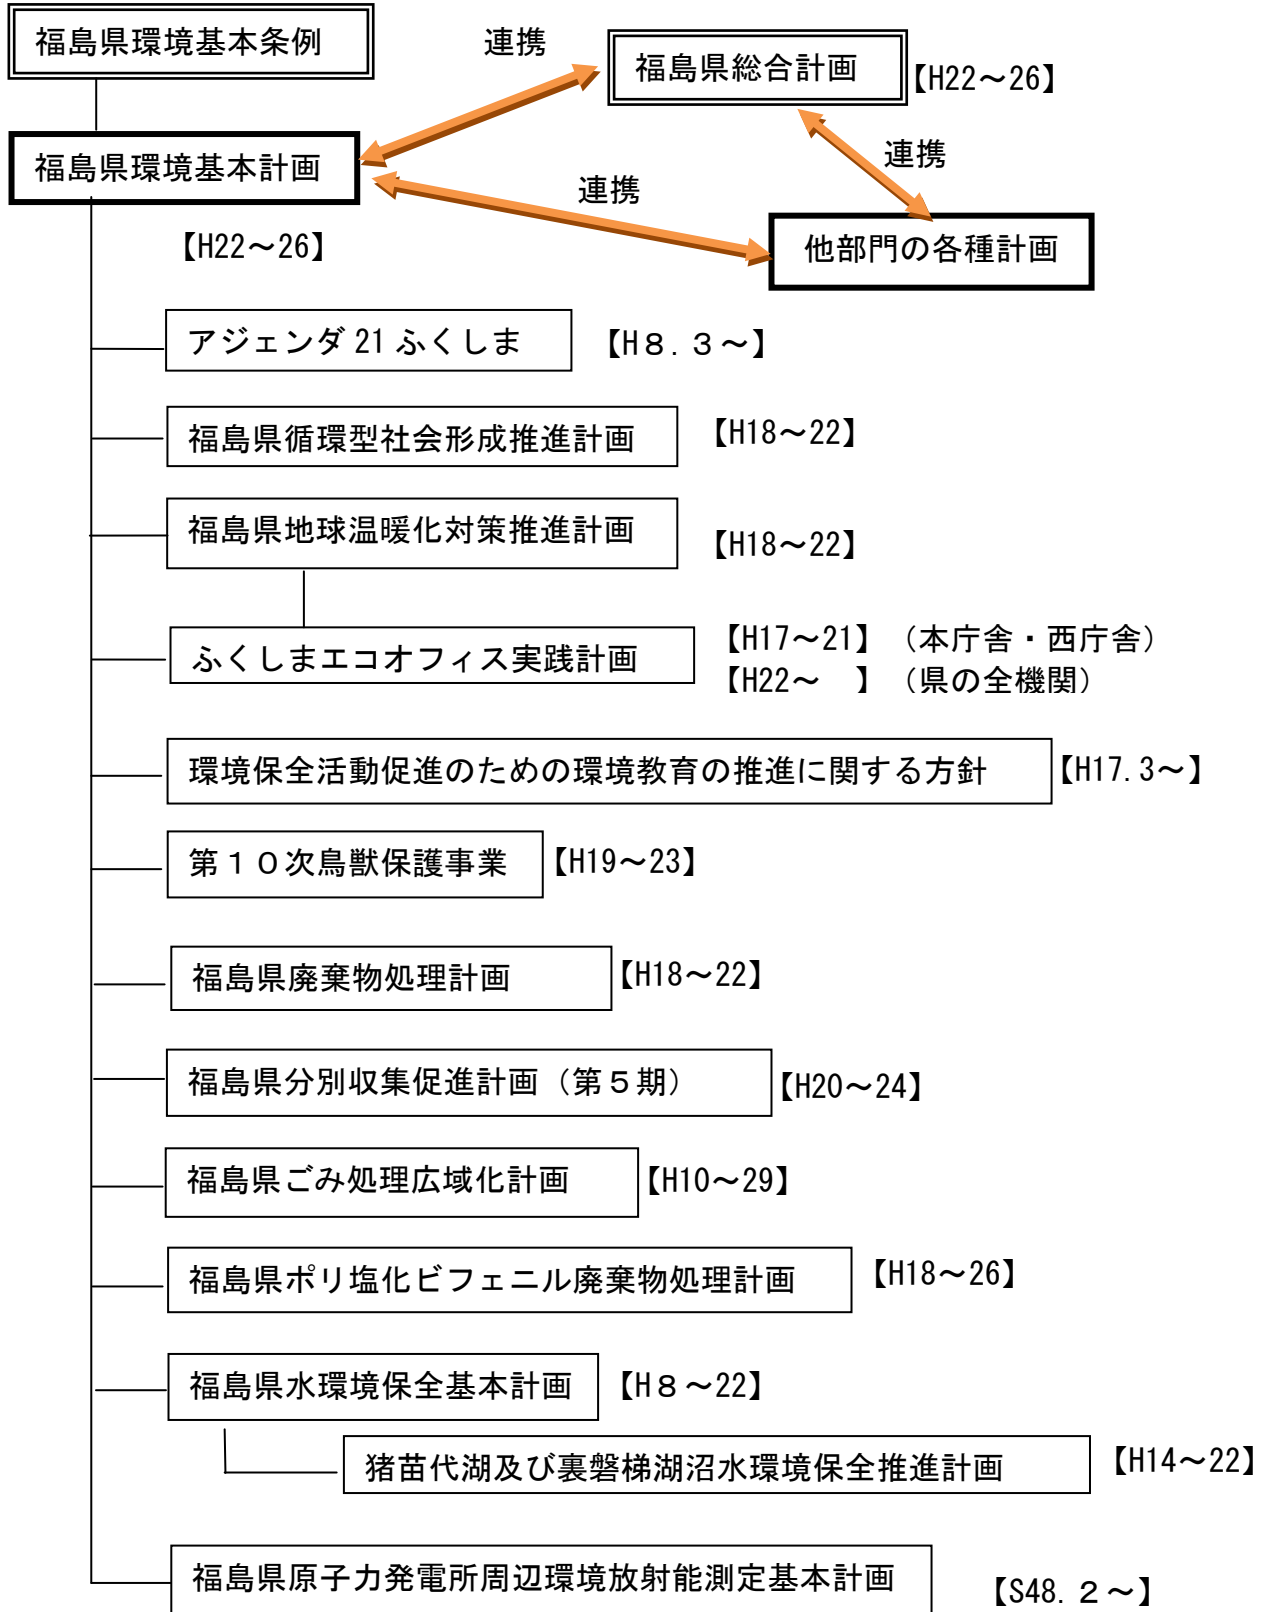 福島県環境基本条例
連携
福島県総合計画
【H22～26】
福島県環境基本計画
連携
連携
【H22～26】
他部門の各種計画
アジェンダ 21 ふくしま
【H８．３～】
福島県循環型社会形成推進計画
【H18～22】
福島県地球温暖化対策推進計画
【H18～22】
ふくしまエコオフィス実践計画
【H17～21】（本庁舎・西庁舎）
【H22～　】（県の全機関）
環境保全活動促進のための環境教育の推進に関する方針
【H17.3～】
第１０次鳥獣保護事業
【H19～23】
福島県廃棄物処理計画
【H18～22】
福島県分別収集促進計画（第５期）
【H20～24】
福島県ごみ処理広域化計画
【H10～29】
福島県ポリ塩化ビフェニル廃棄物処理計画
【H18～26】
福島県水環境保全基本計画
【H８～22】
猪苗代湖及び裏磐梯湖沼水環境保全推進計画
【H14～22】
福島県原子力発電所周辺環境放射能測定基本計画
【S48.２～】